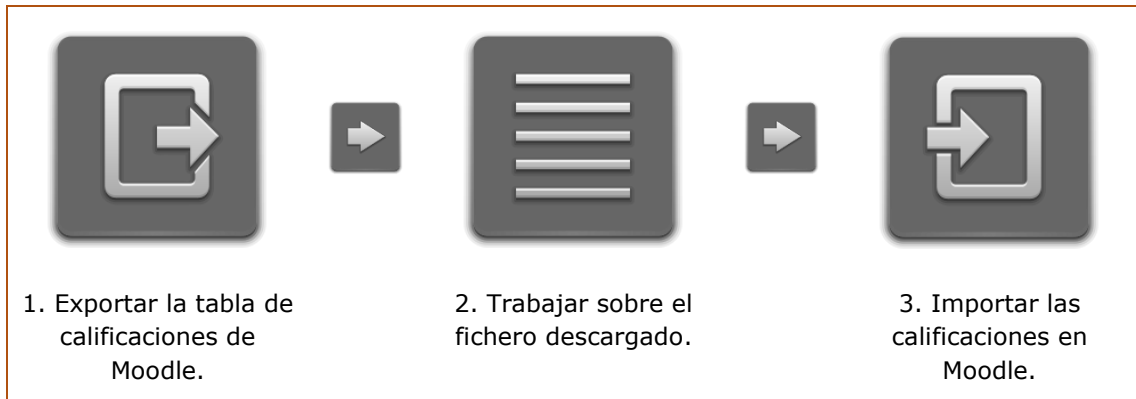 1. Exportar la tabla de
calificaciones de
Moodle.
2. Trabajar sobre el
fichero descargado.
3. Importar las
calificaciones en
Moodle.